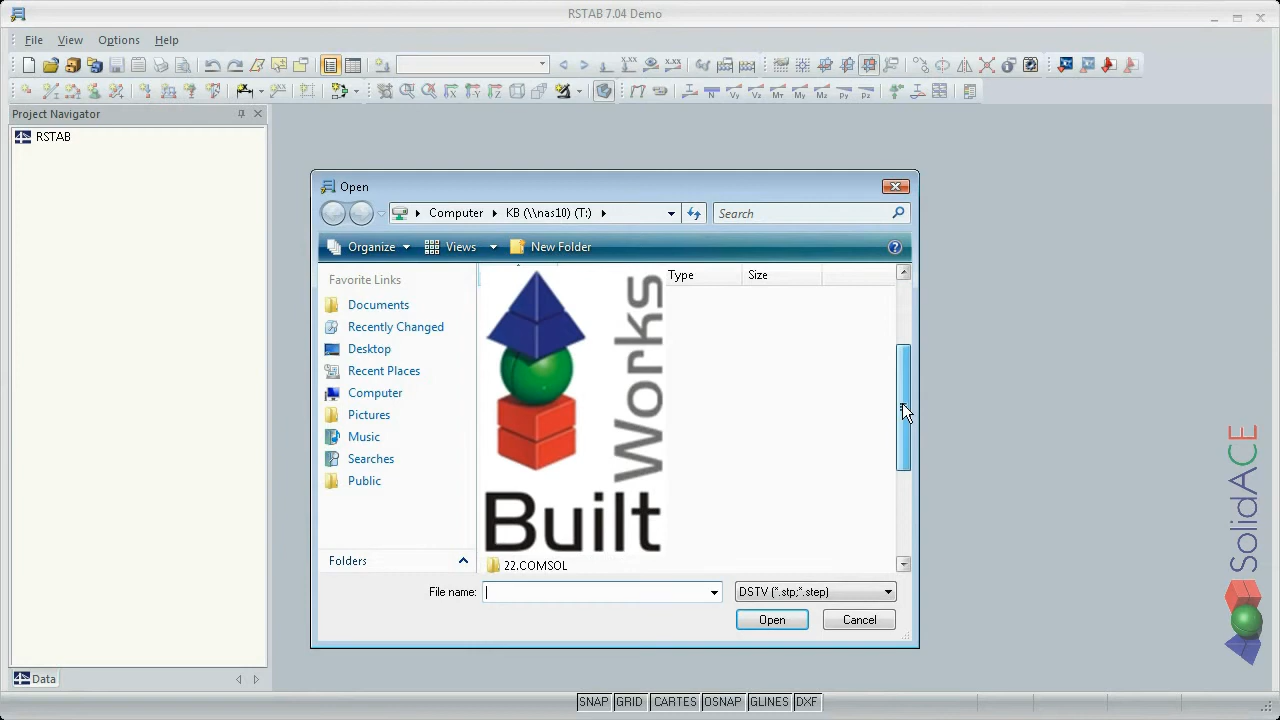 RSTAB 7.04 Demo
File View Options Help
Project Navigator
RSTAB
Open
Computer KB (\\nas10) (T:) Search
Organize Views New Folder
Favorite Links
Type Size
Documents
Recently Changed
Desktop
Recent Places
Computer
Pictures
Music
Searches
Public
Works
Built
22.COMSOL
Folders
File name:
DSTV (*.stp;*.step)
Open Cancel
SolidACE
Data
SNAP GRID CARTES OSNAP GLINES DXF